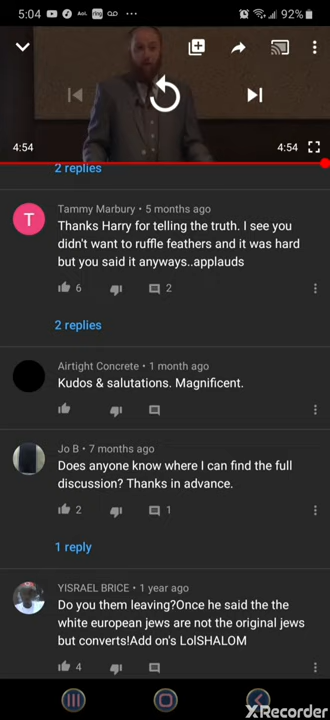 5:04
AoL
ring
92%
4:54
4:54
2 replies
Tammy Marbury • 5 months ago
Thanks Harry for telling the truth. I see you
didn't want to ruffle feathers and it was hard
but you said it anyways..applauds
6
2
2 replies
Airtight Concrete • 1 month ago
Kudos & salutations. Magnificent.
T
Jo B • 7 months ago
Does anyone know where I can find the full
discussion? Thanks in advance.
2
1
1 reply
YISRAEL BRICE • 1 year ago
Do you them leaving?Once he said the the
white european jews are not the original jews
but converts!Add on's LolSHALOM
4
XRecorder